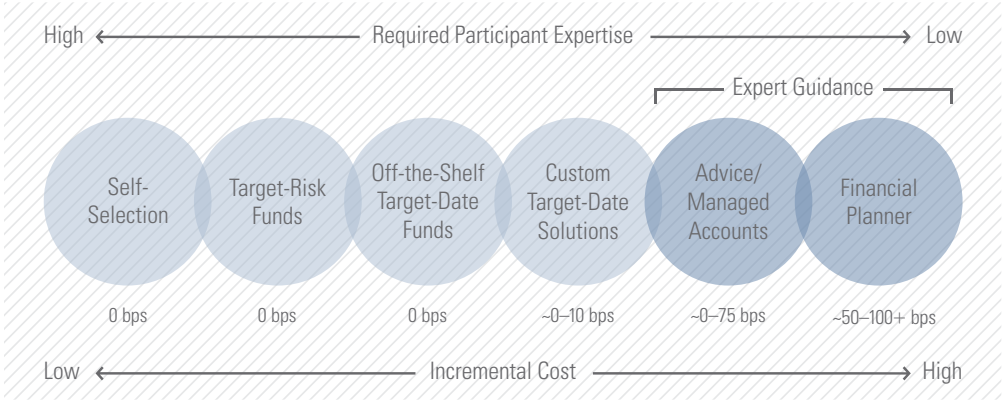 High Required Participant Expertise Low
Expert Guidance
Self-
Selection
Target-Risk
Funds
Off-the-Shelf
Target-Date
Funds
Custom
Target-Date
Solutions
Advice/
Managed
Accounts
Financial
Planner
0 bps 0 bps 0 bps ~0–10 bps ~0–75 bps ~50–100+ bps
Low Incremental Cost High